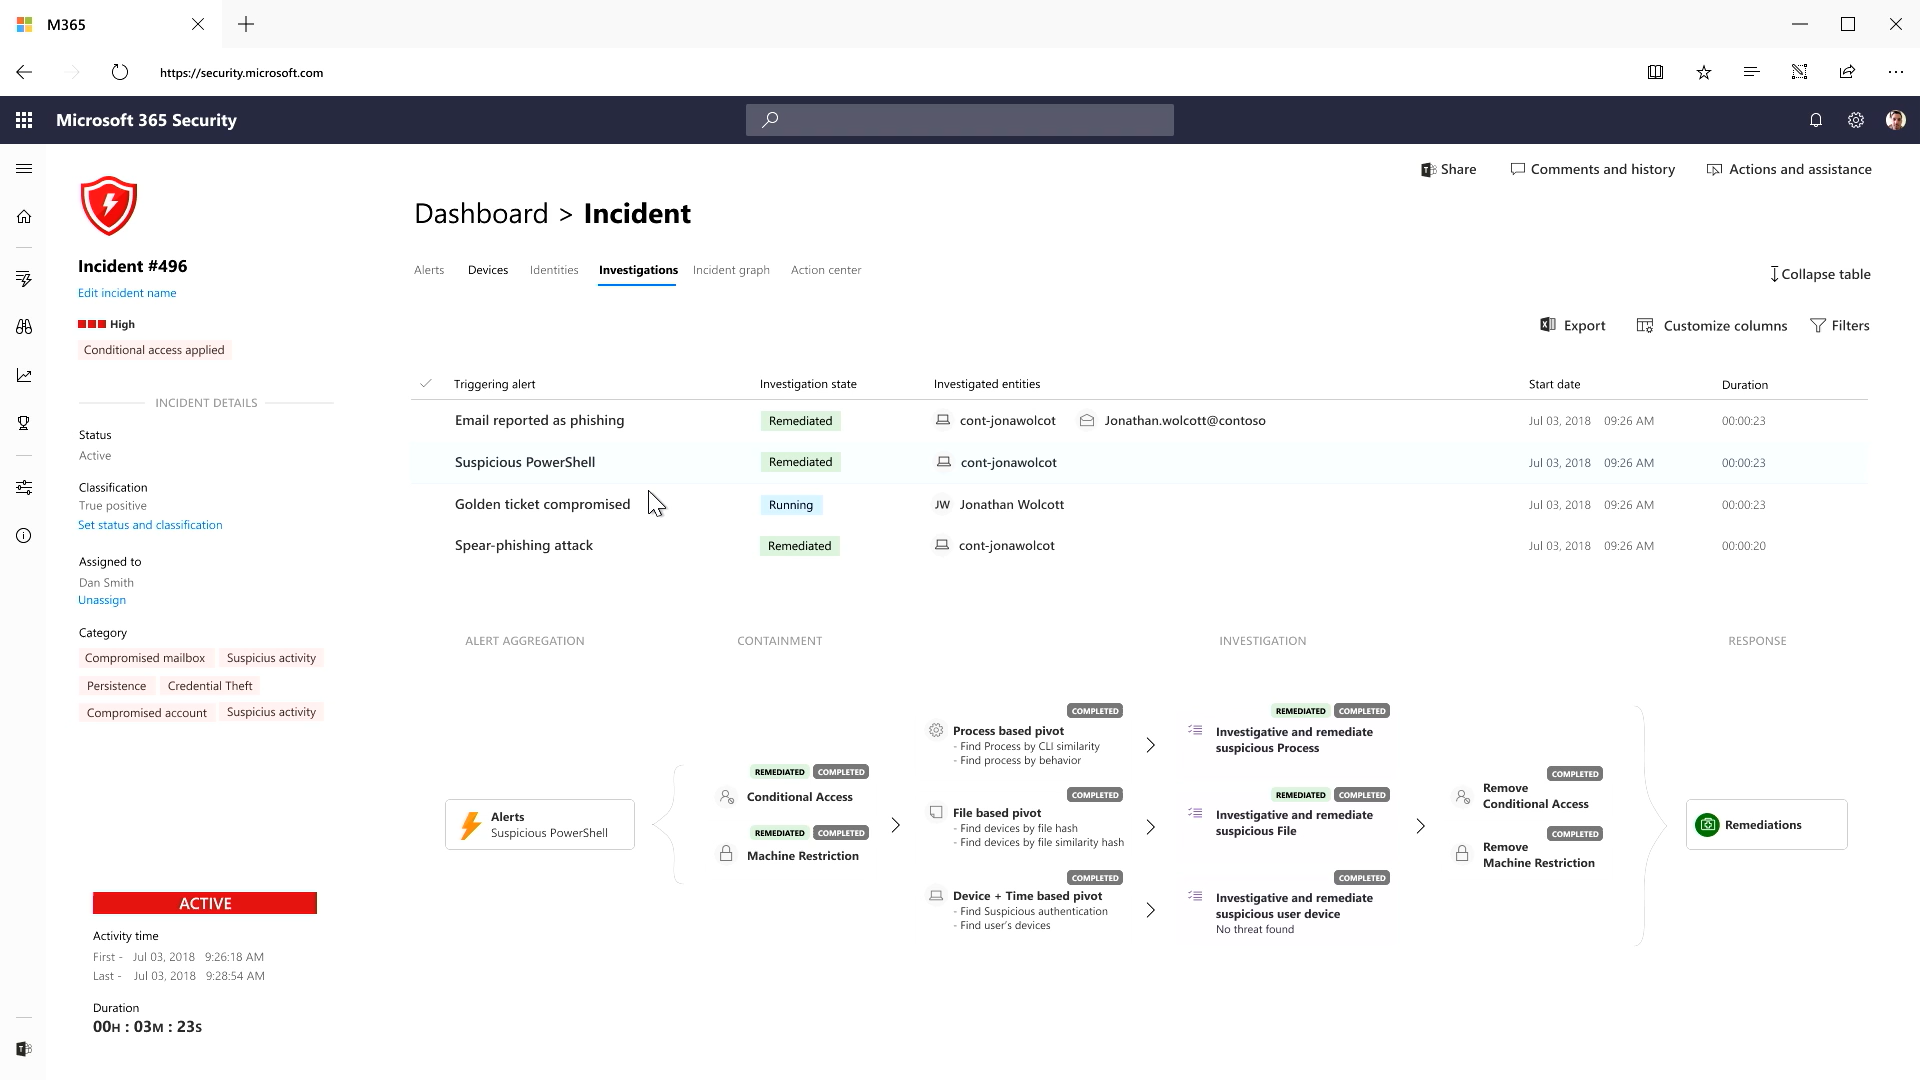 M365
https://security.microsoft.com
Microsoft 365 Security
Share
Comments and history
Actions and assistance
Dashboard > Incident
Incident #496
Edit incident name
High
Conditional access applied
INCIDENT DETAILS
Status
Active
Classification
True positive
Set status and classification
Assigned to
Dan Smith
Unassign
Category
Compromised mailbox Suspicius activity
Persistence Credential Theft
Compromised account Suspicius activity
ACTIVE
Activity time
First - Jul 03, 2018 9:26:18 AM
Last - Jul 03, 2018 9:28:54 AM
Duration
00H : 03M : 23S
Alerts Devices Identities Investigations Incident graph Action center
Collapse table
Export Customize columns Filters
Triggering alert Investigation state Investigated entities Start date Duration
Email reported as phishing Remediated cont-jonawolcot Jonathan.wolcott@contoso Jul 03, 2018 09:26 AM 00:00:23
Suspicious PowerShell Remediated cont-jonawolcot Jul 03, 2018 09:26 AM 00:00:23
Golden ticket compromised Running JW Jonathan Wolcott Jul 03, 2018 09:26 AM 00:00:23
Spear-phishing attack Remediated cont-jonawolcot Jul 03, 2018 09:26 AM 00:00:20
ALERT AGGREGATION CONTAINMENT INVESTIGATION RESPONSE
Alerts
Suspicious PowerShell
REMEDIATED COMPLETED
Conditional Access
REMEDIATED COMPLETED
Machine Restriction
COMPLETED
Process based pivot
- Find Process by CLI similarity
- Find process by behavior
COMPLETED
File based pivot
- Find devices by file hash
- Find devices by file similarity hash
COMPLETED
Device + Time based pivot
- Find Suspicious authentication
- Find user's devices
REMEDIATED COMPLETED
Investigative and remediate
suspicious Process
REMEDIATED COMPLETED
Investigative and remediate
suspicious File
COMPLETED
Investigative and remediate
suspicious user device
No threat found
COMPLETED
Remove
Conditional Access
COMPLETED
Remove
Machine Restriction
Remediations